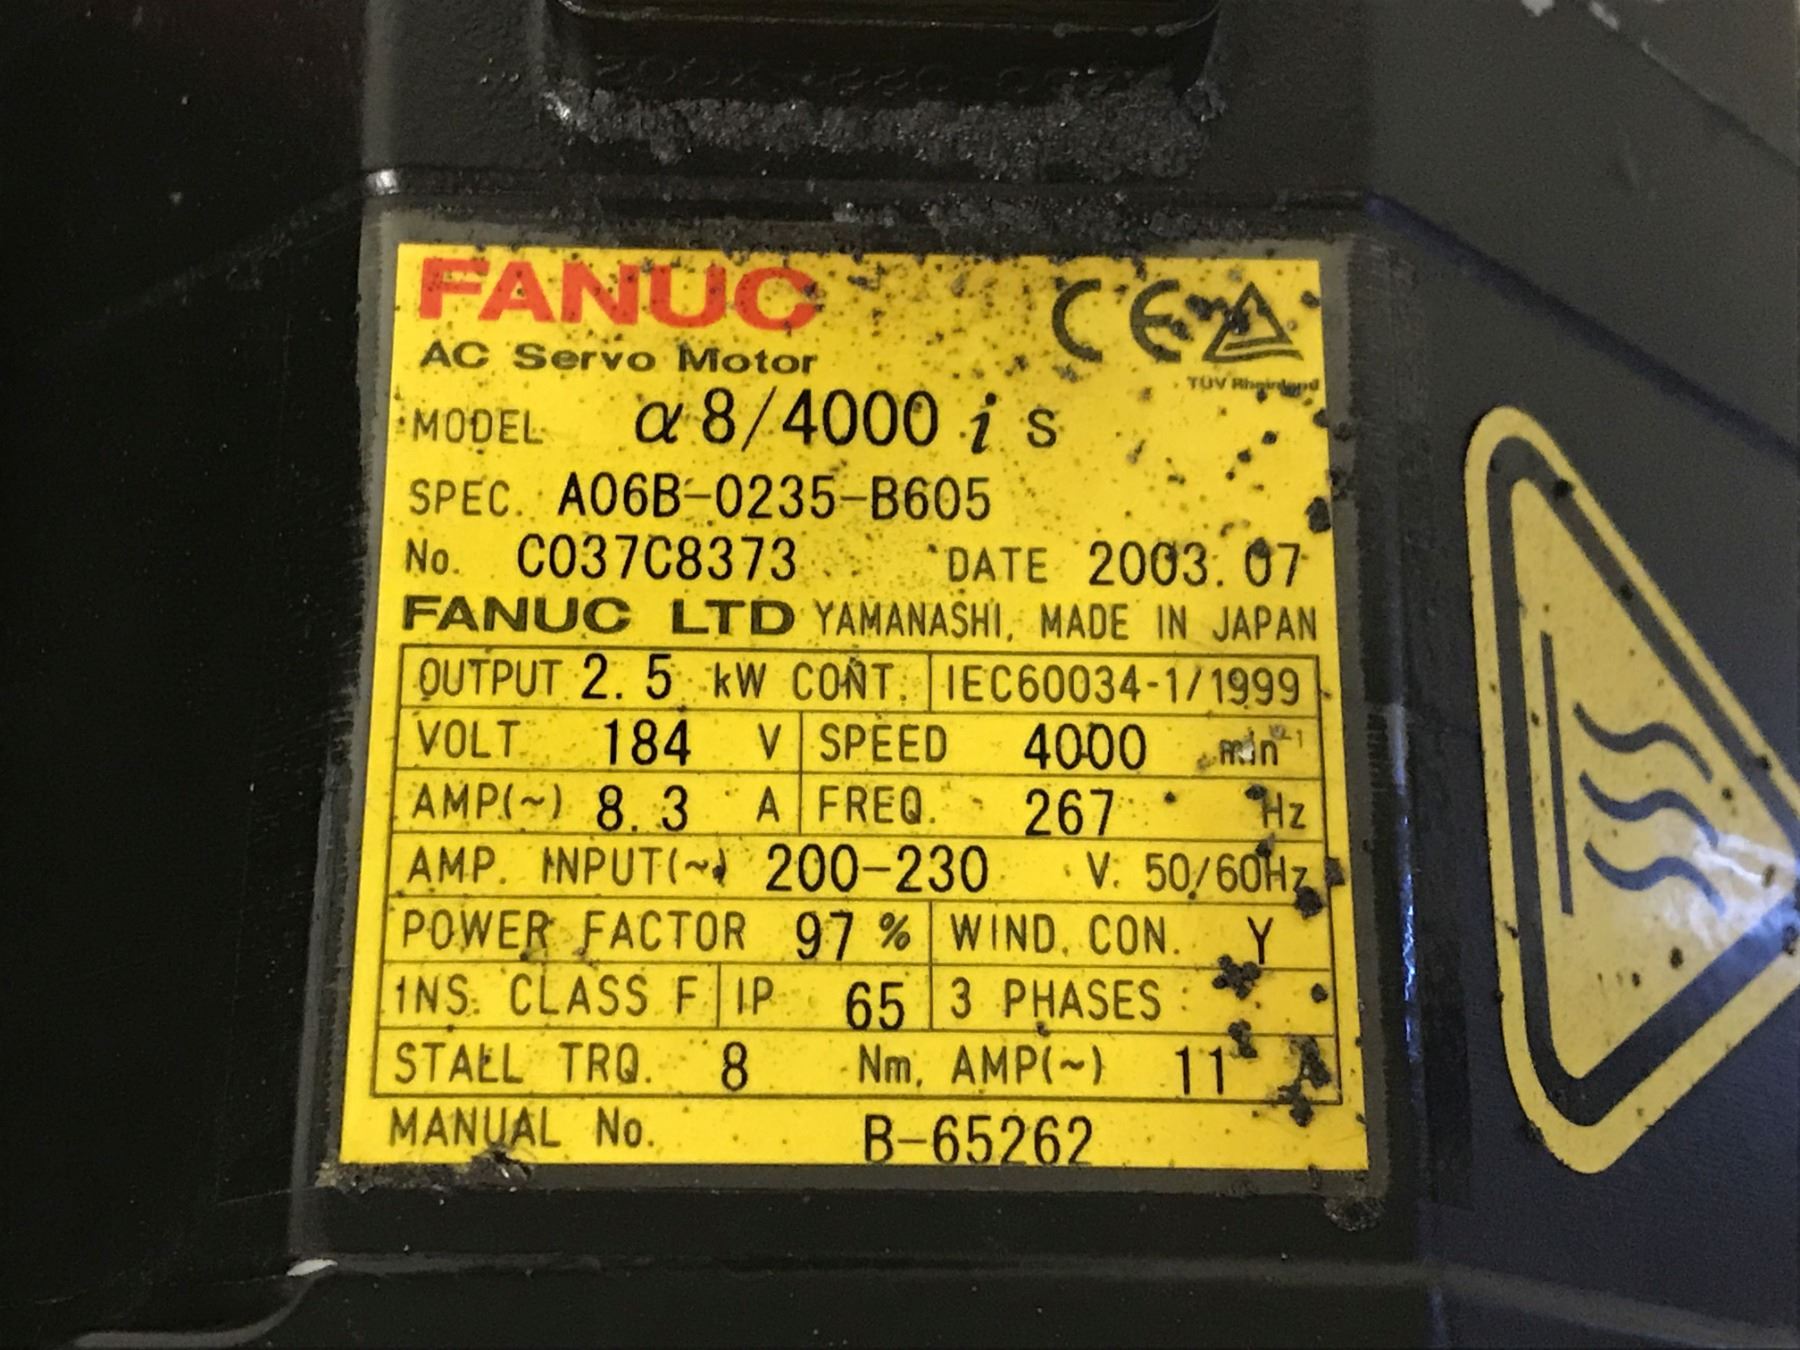 FANUC
CE
TÜV Rheinland
AC Servo Motor
MODEL α8/4000 i s
SPEC. A06B-0235-B605
No. C037C8373 DATE 2003.07
FANUC LTD YAMANASHI, MADE IN JAPAN
OUTPUT 2.5 kW CONT. IEC60034-1/1999
VOLT 184 V SPEED 4000 min⁻¹
AMP(~) 8.3 A FREQ. 267 Hz
AMP. INPUT(~) 200-230 V. 50/60Hz
POWER FACTOR 97 % WIND. CON. Y
INS. CLASS F IP 65 3 PHASES
STALL TRQ. 8 Nm, AMP(~) 11 A
MANUAL No. B-65262